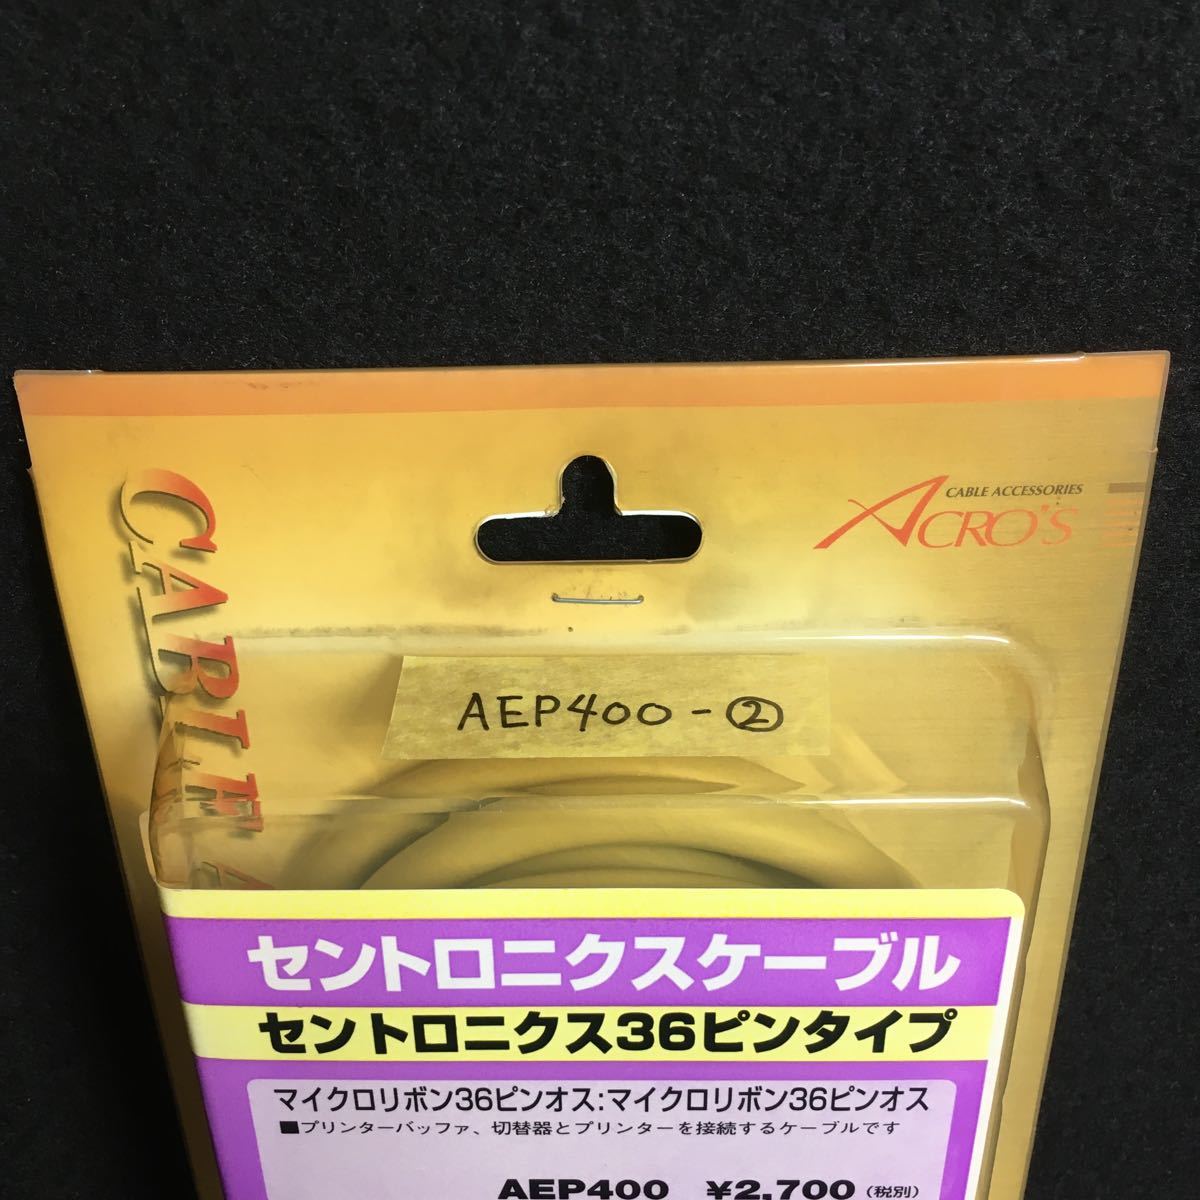 CABLE ACCESSORIES
ACRO'S
CABLE A
AEP400-②
セントロニクスケーブル
セントロニクス36ピンタイプ
マイクロリボン36ピンオス:マイクロリボン36ピンオス
■プリンターバッファ、切替器とプリンターを接続するケーブルです
AEP400 ¥2,700(税別)